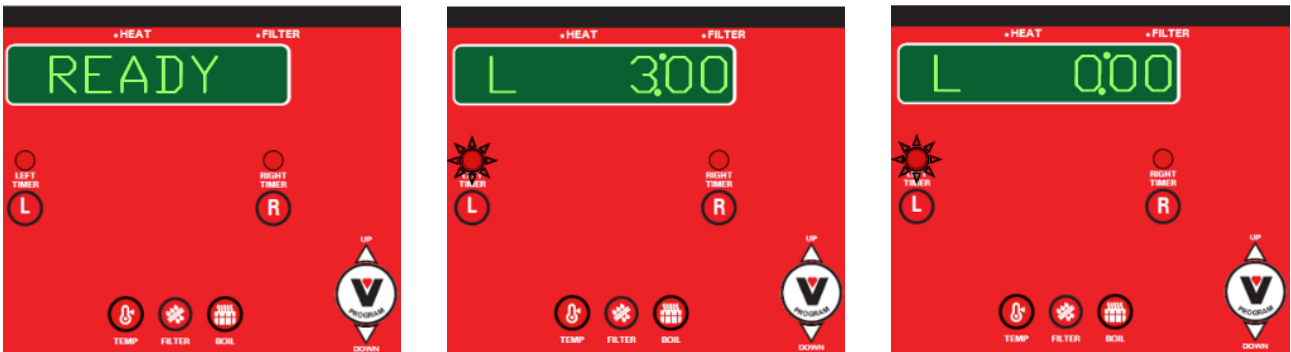 • HEAT • FILTER
READY
LEFT
TIMER
RIGHT
TIMER
L R
UP
V
PROGRAM
DOWN
TEMP FILTER BOIL
• HEAT • FILTER
L 3:00
TIMER
RIGHT
TIMER
L R
UP
V
PROGRAM
DOWN
TEMP FILTER BOIL
• HEAT • FILTER
L 0:00
TIMER
RIGHT
TIMER
L R
UP
V
PROGRAM
DOWN
TEMP FILTER BOIL